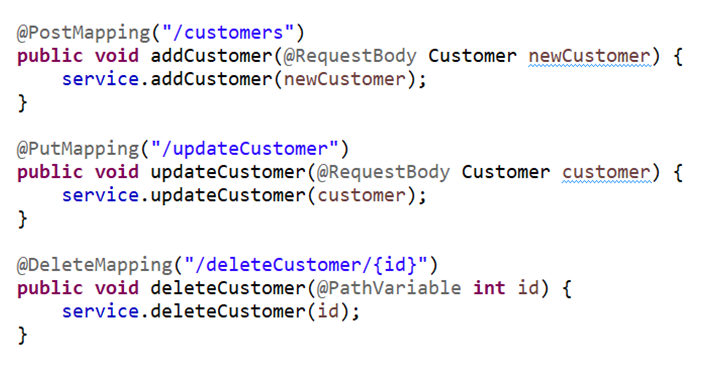 @PostMapping("/customers")
public void addCustomer(@RequestBody Customer newCustomer) {
    service.addCustomer(newCustomer);
}

@PutMapping("/updateCustomer")
public void updateCustomer(@RequestBody Customer customer) {
    service.updateCustomer(customer);
}

@DeleteMapping("/deleteCustomer/{id}")
public void deleteCustomer(@PathVariable int id) {
    service.deleteCustomer(id);
}